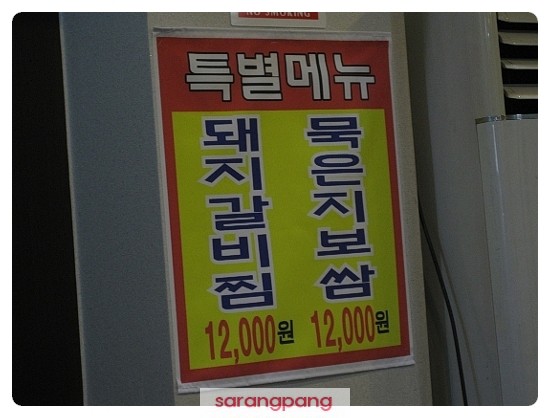 NO SMOKING
특별메뉴
돼지갈비찜
12,000원
묵은지보쌈
12,000원
sarangpang